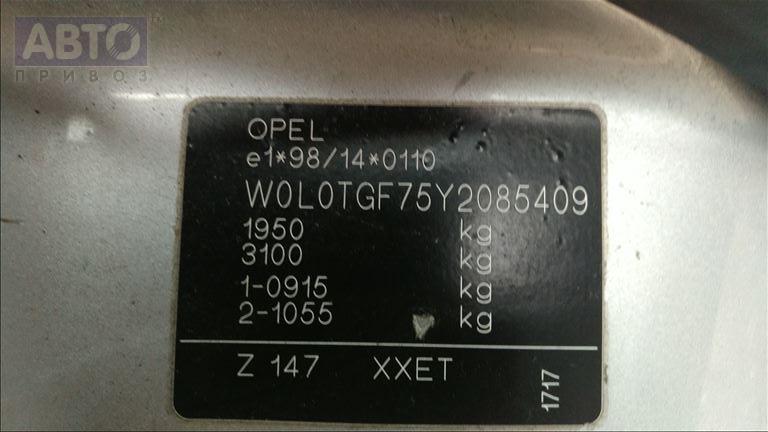 АВТО
ПРИВОЗ
OPEL
e1*98/14*0110
W0L0TGF75Y2085409
1950 kg
3100 kg
1-0915 kg
2-1055 kg
Z 147 XXET
1717